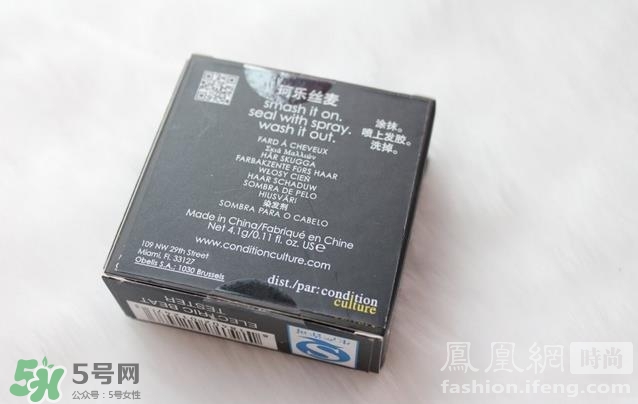 珂乐丝麦
smash it on.
seal with spray.
wash it out.
涂抹。
喷上发胶。
洗掉。
FARD À CHEVEUX
Σκιά Μαλλιών
HÁR SKUGGA
FARBAKZENTE FÜRS HAAR
WŁOSY CIEŃ
HAAR SCHADUW
SOMBRA DE PELO
HIUSVÄRI
染发剂
SOMBRA PARA O CABELO
Made in China/Fabriqué en Chine
Net 4.1g/0.11 fl. oz. US℮
www.conditionculture.com
109 NW 29th Street
Miami, Fl. 33127
Obelis S.A.: 1030 Brussels
dist./par: condition
culture
ELECTRIC BEAT
TESTER
5号网
公众号：5号女性
鳳凰網 時尚
fashion.ifeng.com